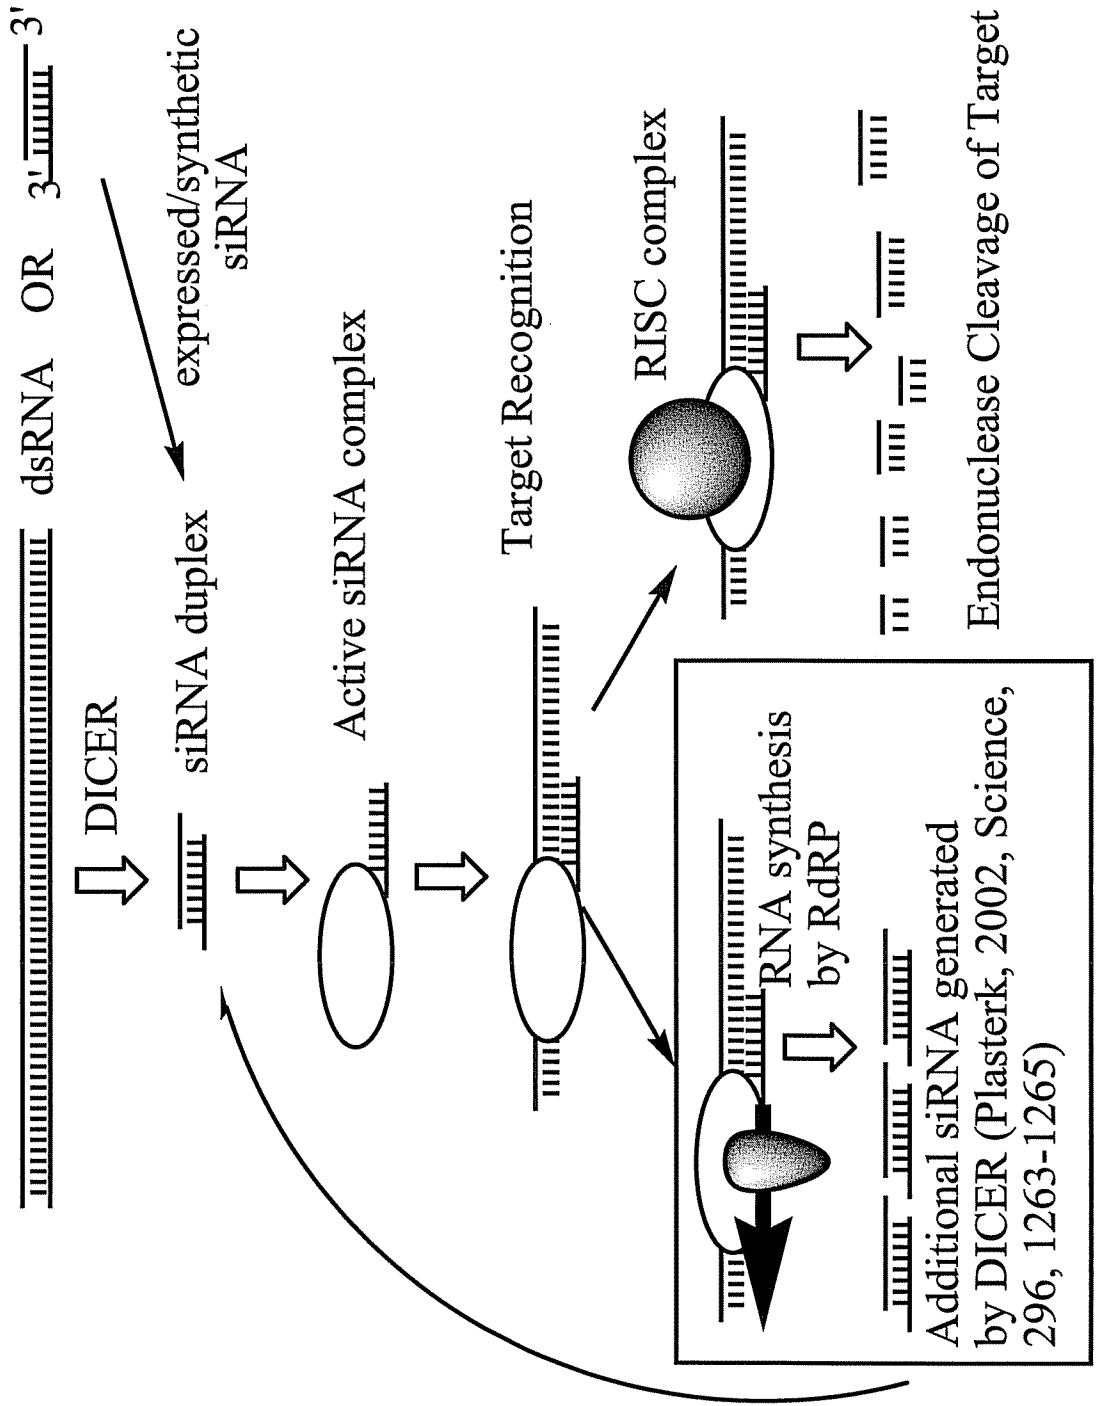 dsRNA OR 3' 3'
DICER
expressed/synthetic
siRNA
siRNA duplex
Active siRNA complex
Target Recognition
RISC complex
RNA synthesis
by RdRP
Additional siRNA generated
by DICER (Plasterk, 2002, Science,
296, 1263-1265)
Endonuclease Cleavage of Target